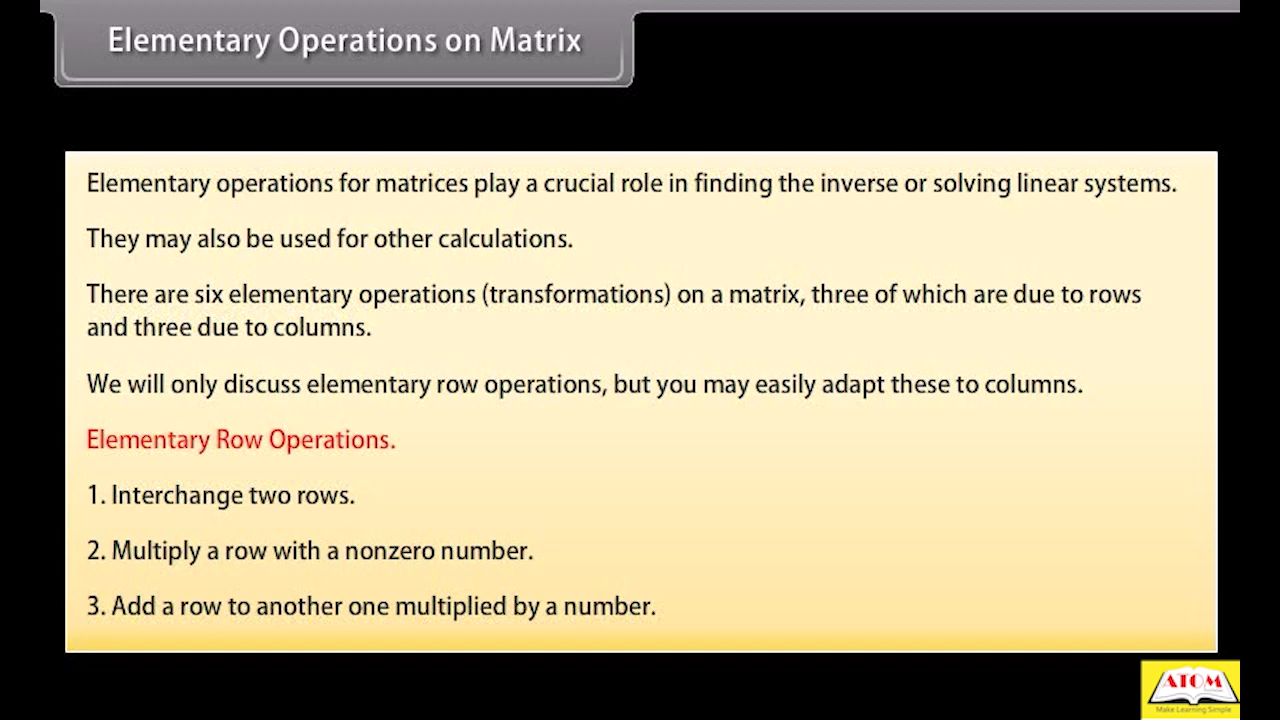 Elementary Operations on Matrix
Elementary operations for matrices play a crucial role in finding the inverse or solving linear systems.
They may also be used for other calculations.
There are six elementary operations (transformations) on a matrix, three of which are due to rows
and three due to columns.
We will only discuss elementary row operations, but you may easily adapt these to columns.
Elementary Row Operations.
1. Interchange two rows.
2. Multiply a row with a nonzero number.
3. Add a row to another one multiplied by a number.
ATOM
Make Learning Simple